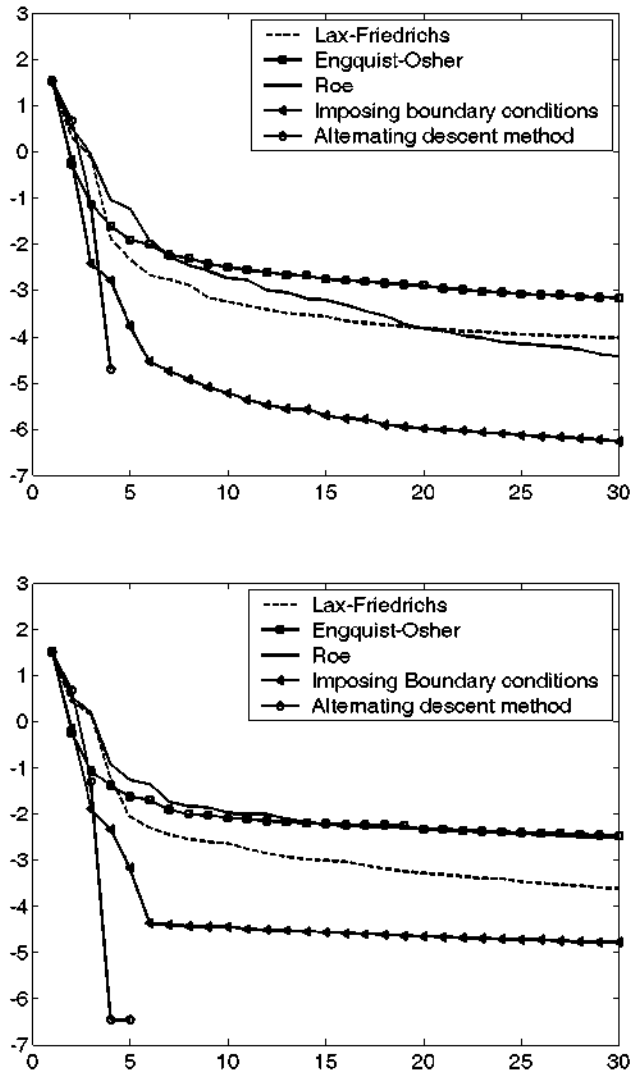 3
2
1
0
-1
-2
-3
-4
-5
-6
-7
0 5 10 15 20 25 30
Lax-Friedrichs
Engquist-Osher
Roe
Imposing boundary conditions
Alternating descent method
3
2
1
0
-1
-2
-3
-4
-5
-6
-7
0 5 10 15 20 25 30
Lax-Friedrichs
Engquist-Osher
Roe
Imposing Boundary conditions
Alternating descent method